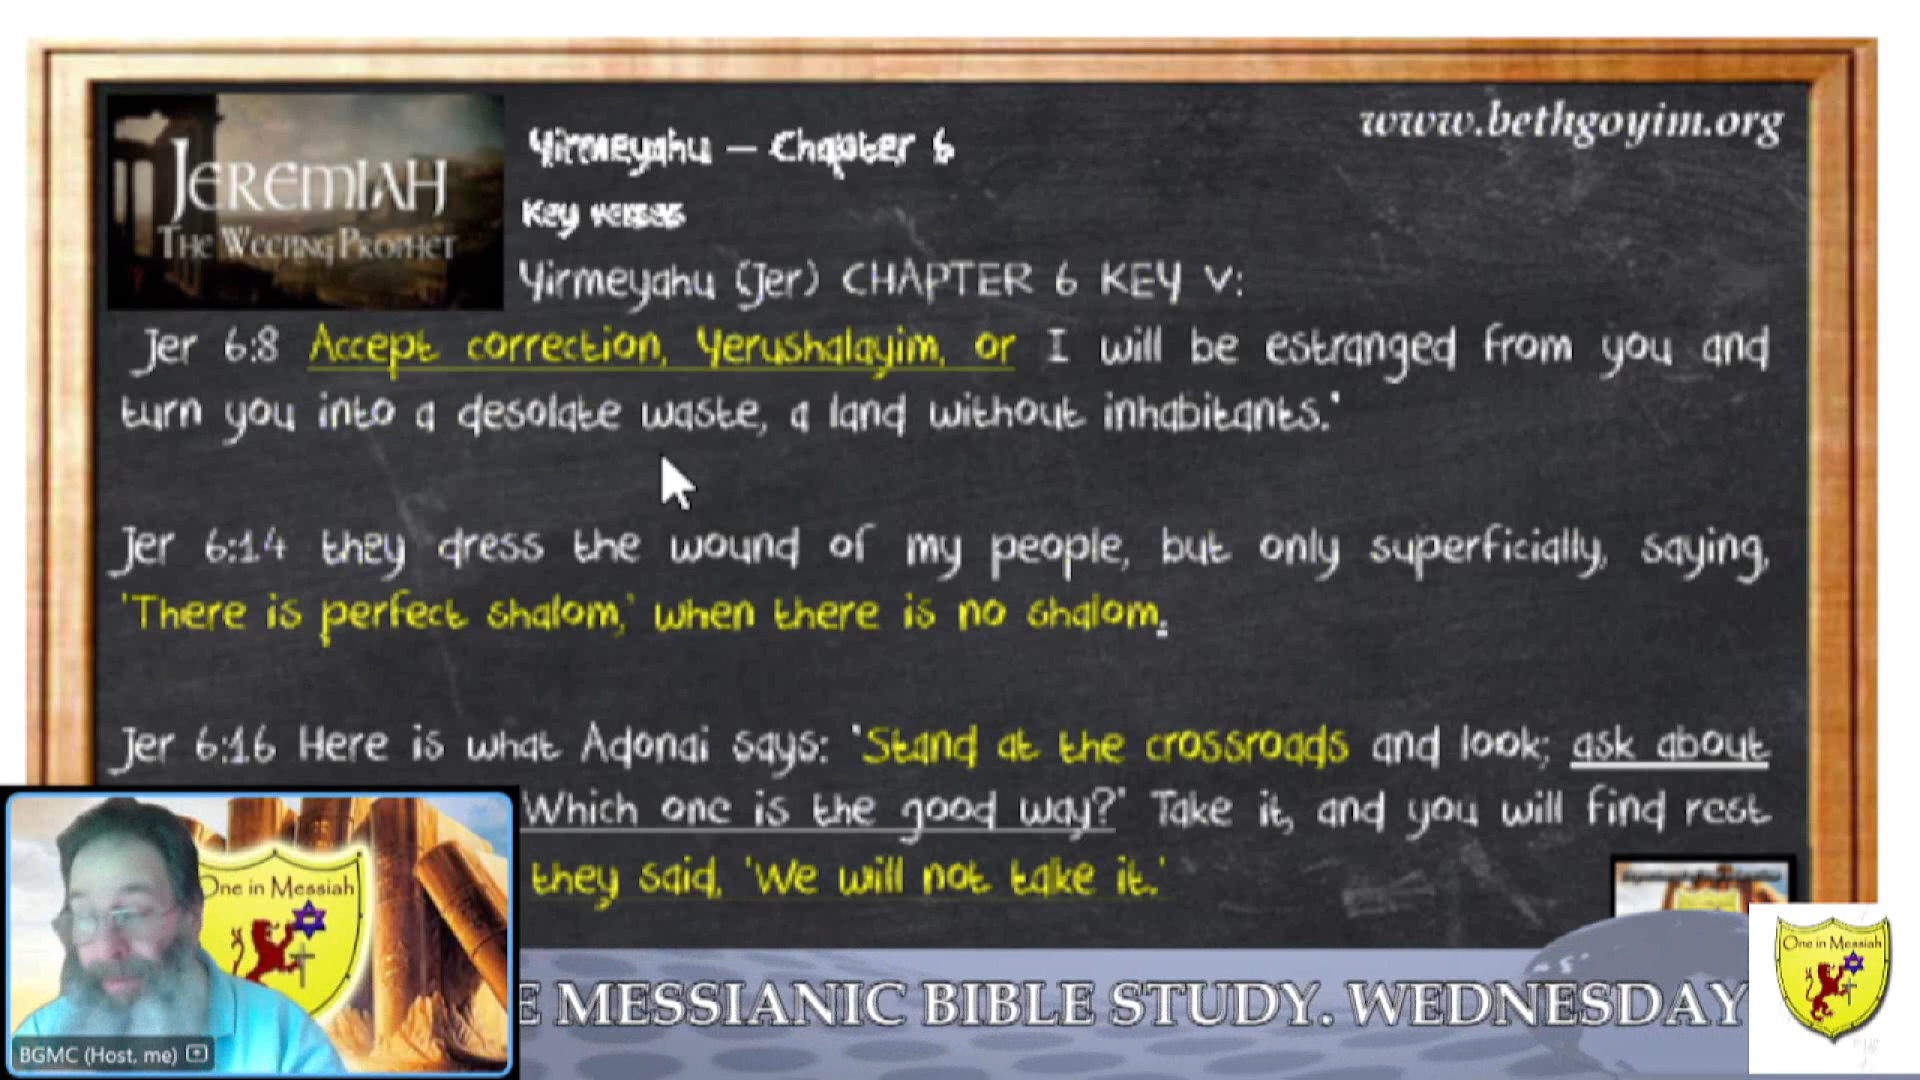 www.bethgoyim.org
JEREMIAH
THE WEEPING PROPHET
Yirmeyahu – Chapter 6
Key verses
Yirmeyahu (Jer) CHAPTER 6 KEY V:
Jer 6:8 Accept correction, Yerushalayim, or I will be estranged from you and
turn you into a desolate waste, a land without inhabitants.'
Jer 6:14 they dress the wound of my people, but only superficially, saying,
'There is perfect shalom,' when there is no shalom.
Jer 6:16 Here is what Adonai says: "Stand at the crossroads and look; ask about
Which one is the good way?" Take it, and you will find rest
they said, 'We will not take it.'
One in Messiah
BGMC (Host, me)
E MESSIANIC BIBLE STUDY. WEDNESDAY
One in Messiah